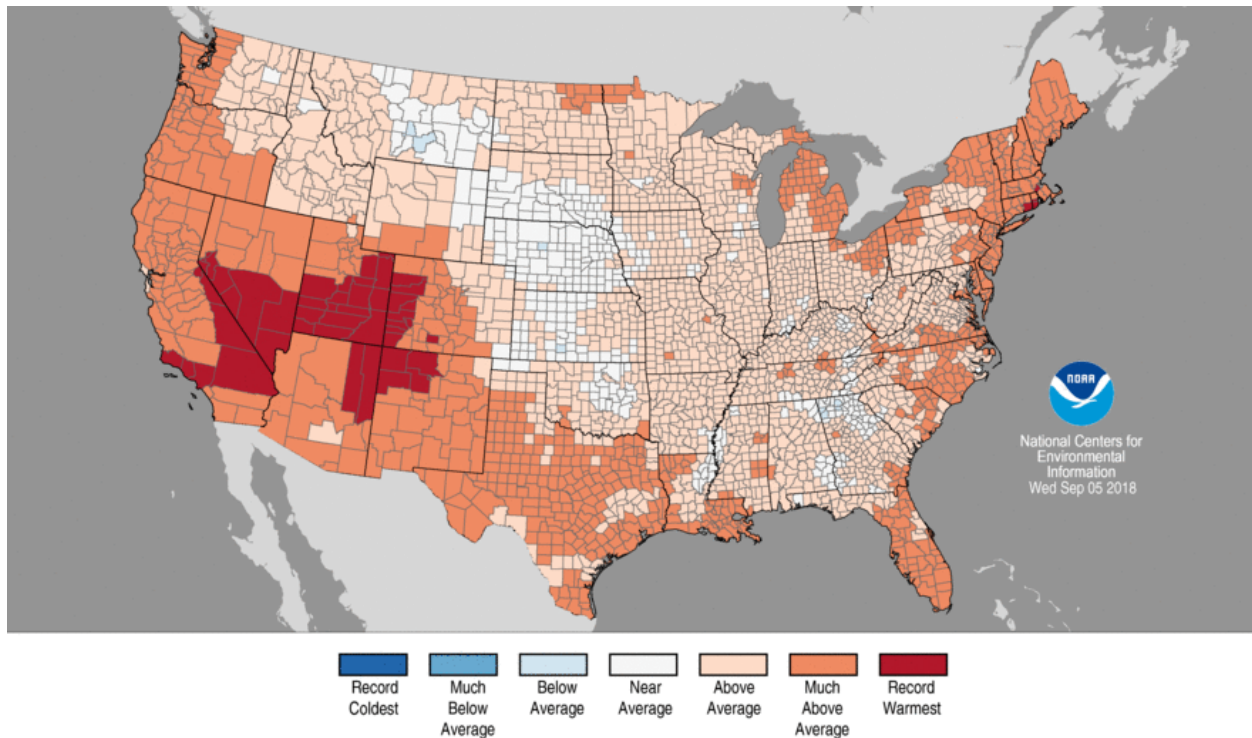 NOAA
National Centers for
Environmental
Information
Wed Sep 05 2018
Record
Coldest
Much
Below
Average
Below
Average
Near
Average
Above
Average
Much
Above
Average
Record
Warmest